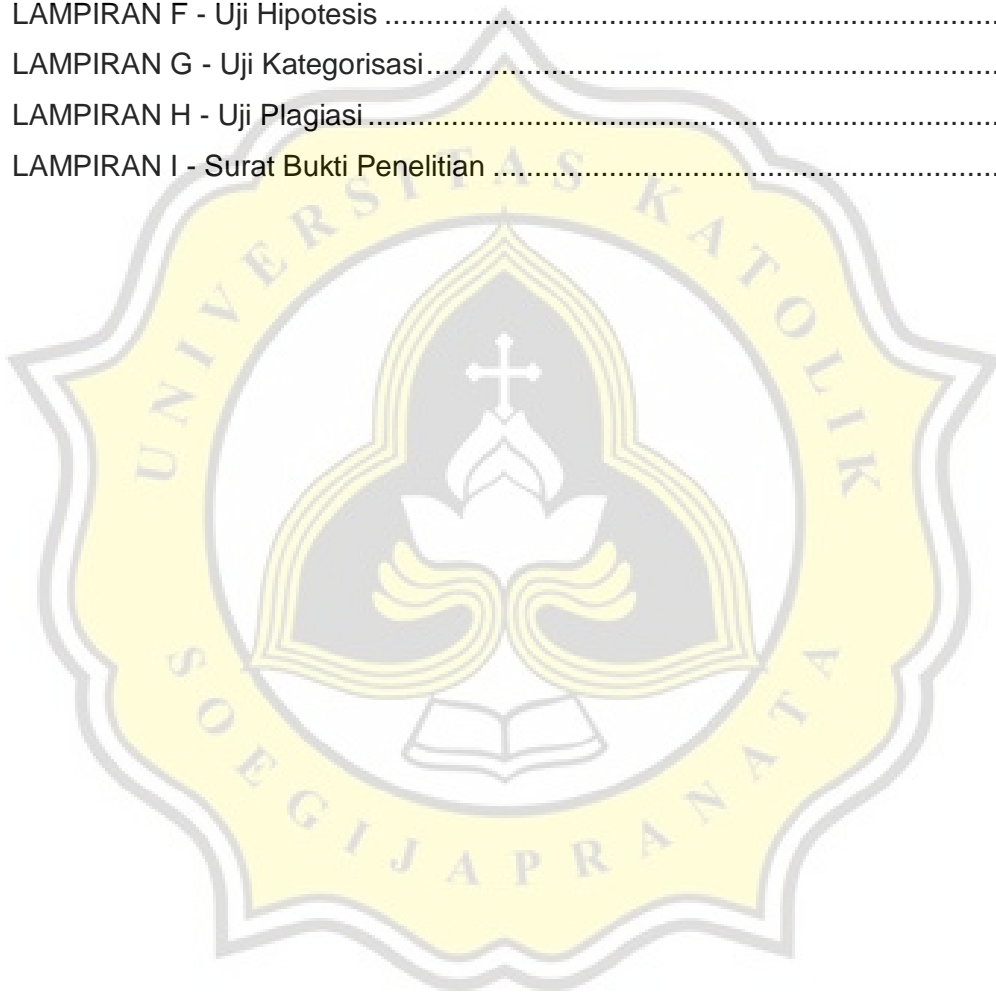 LAMPIRAN F - Uji Hipotesis ................................................................................
LAMPIRAN G - Uji Kategorisasi..........................................................................
LAMPIRAN H - Uji Plagiasi..................................................................................
LAMPIRAN I - Surat Bukti Penelitian ..................................................................
UNIVERSITAS KATOLIK
SOEGIJAPRANATA